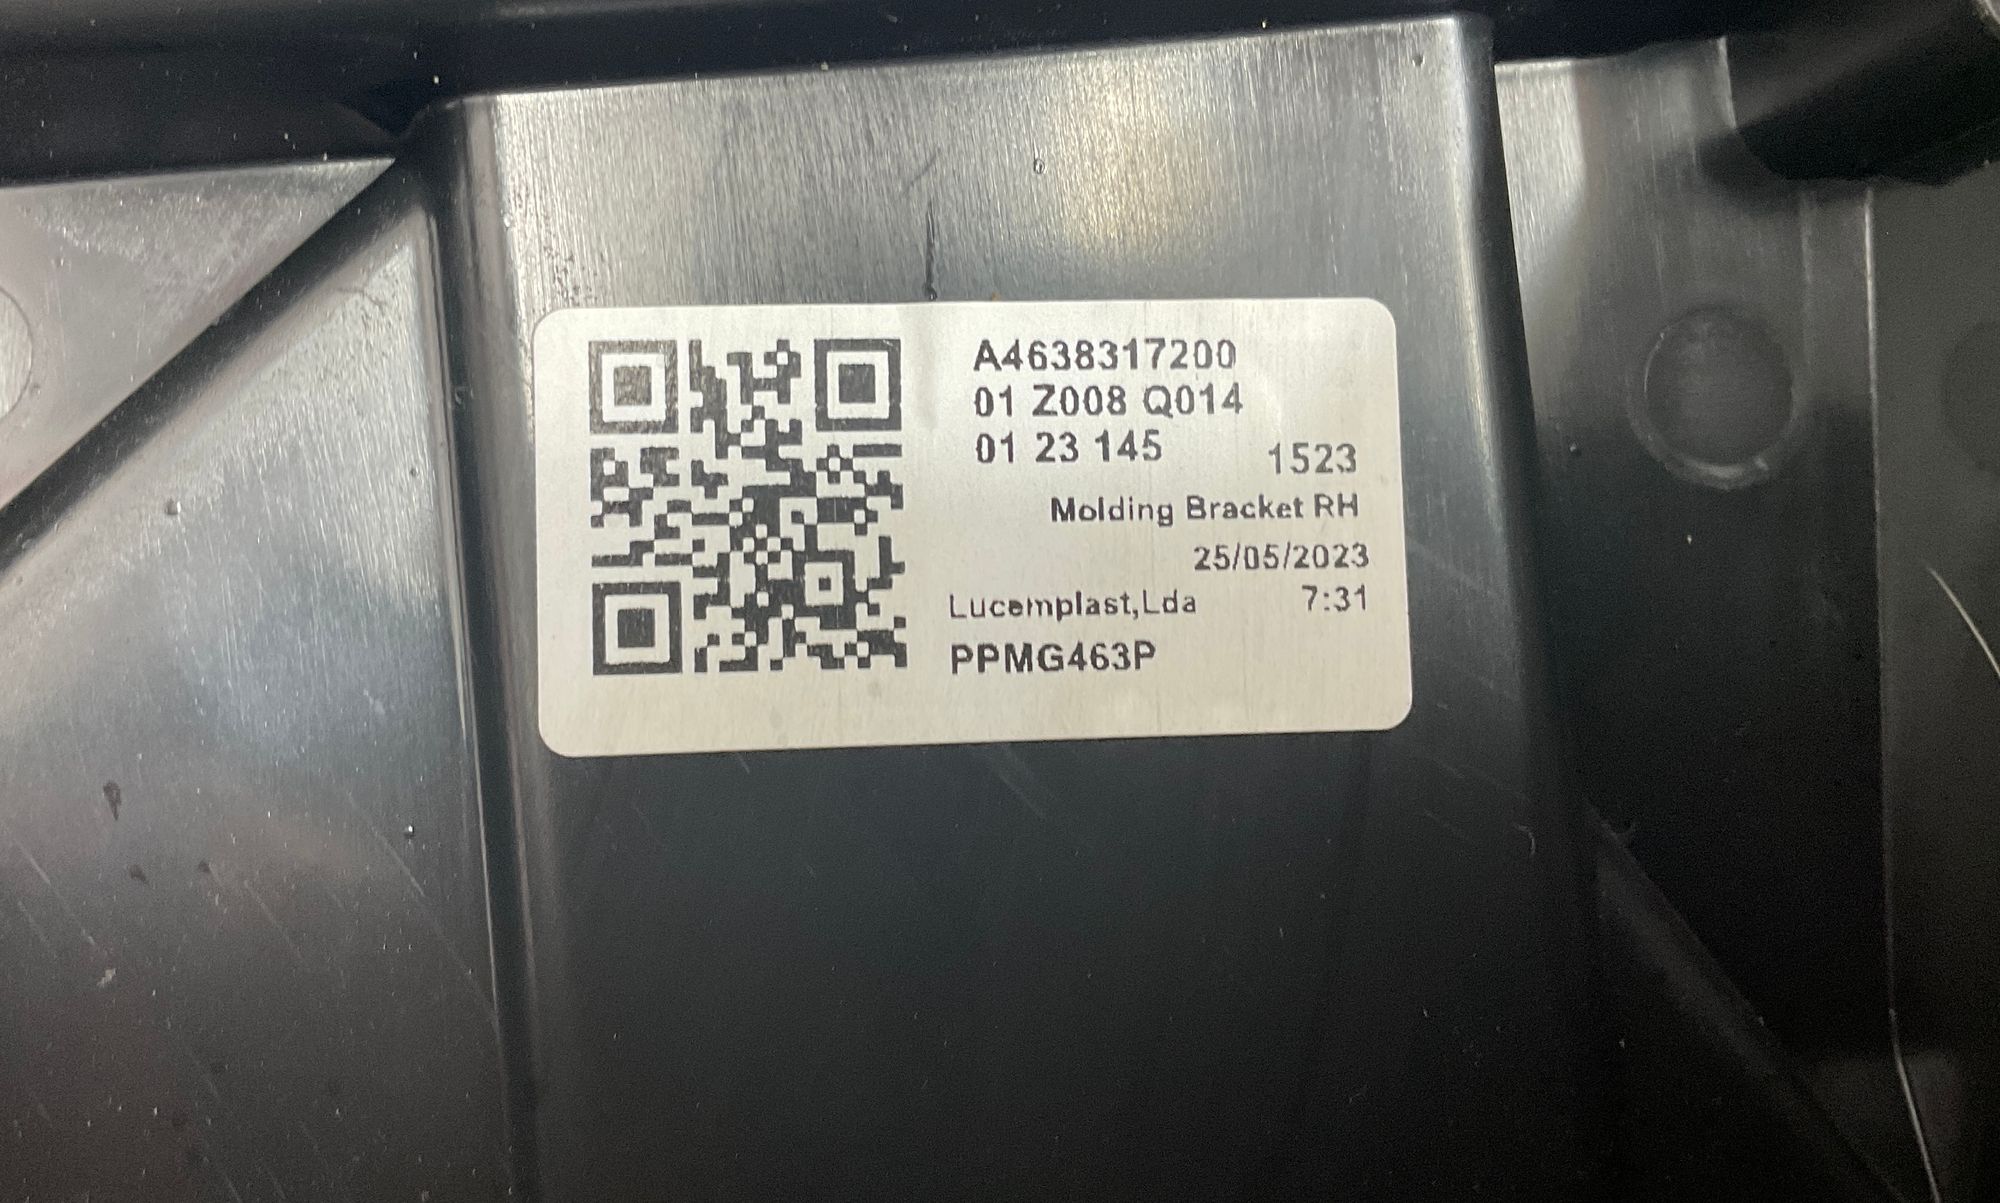 A4638317200
01 Z008 Q014
01 23 145
1523
Molding Bracket RH
25/05/2023
Lucemplast,Lda 7:31
PPMG463P